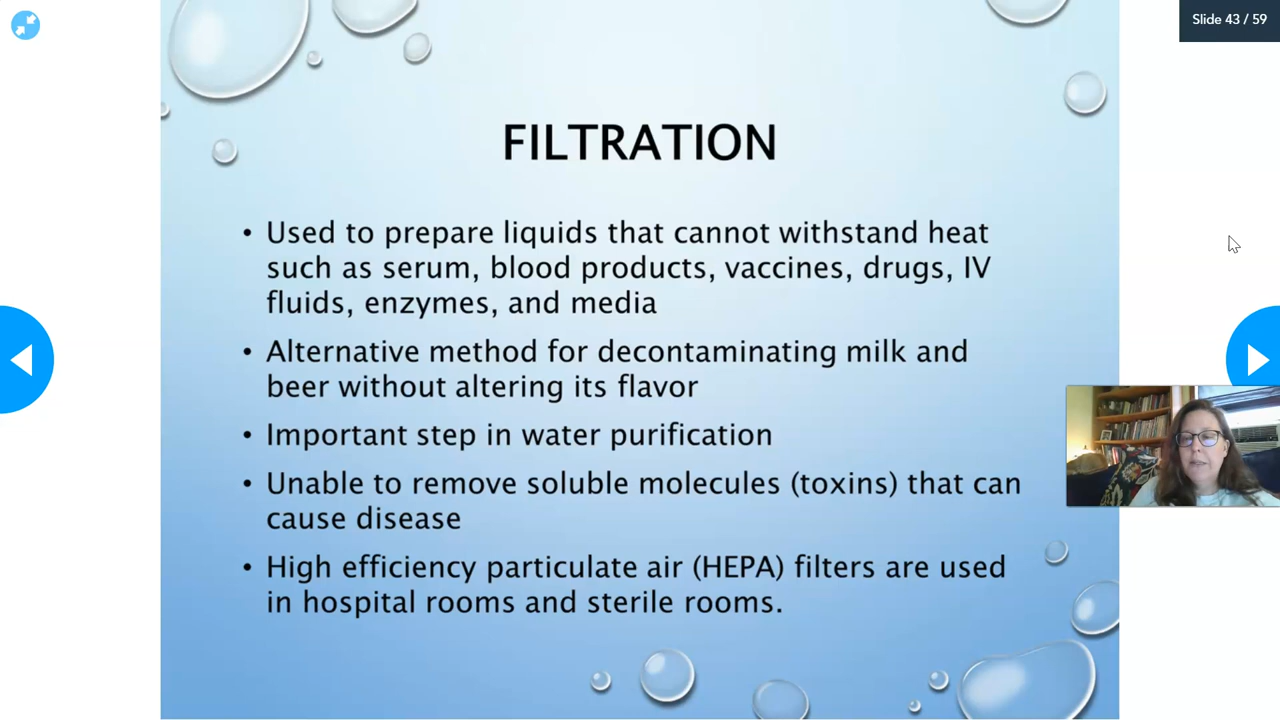 Slide 43 / 59
FILTRATION
• Used to prepare liquids that cannot withstand heat
such as serum, blood products, vaccines, drugs, IV
fluids, enzymes, and media
• Alternative method for decontaminating milk and
beer without altering its flavor
• Important step in water purification
• Unable to remove soluble molecules (toxins) that can
cause disease
• High efficiency particulate air (HEPA) filters are used
in hospital rooms and sterile rooms.